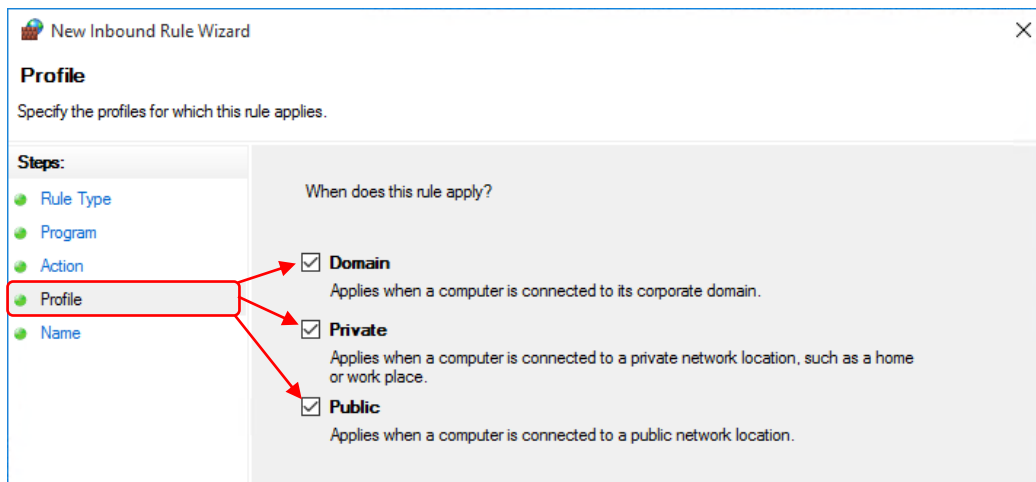 New Inbound Rule Wizard
Profile
Specify the profiles for which this rule applies.
Steps:
Rule Type
Program
Action
Profile
Name
When does this rule apply?
Domain
Applies when a computer is connected to its corporate domain.
Private
Applies when a computer is connected to a private network location, such as a home
or work place.
Public
Applies when a computer is connected to a public network location.